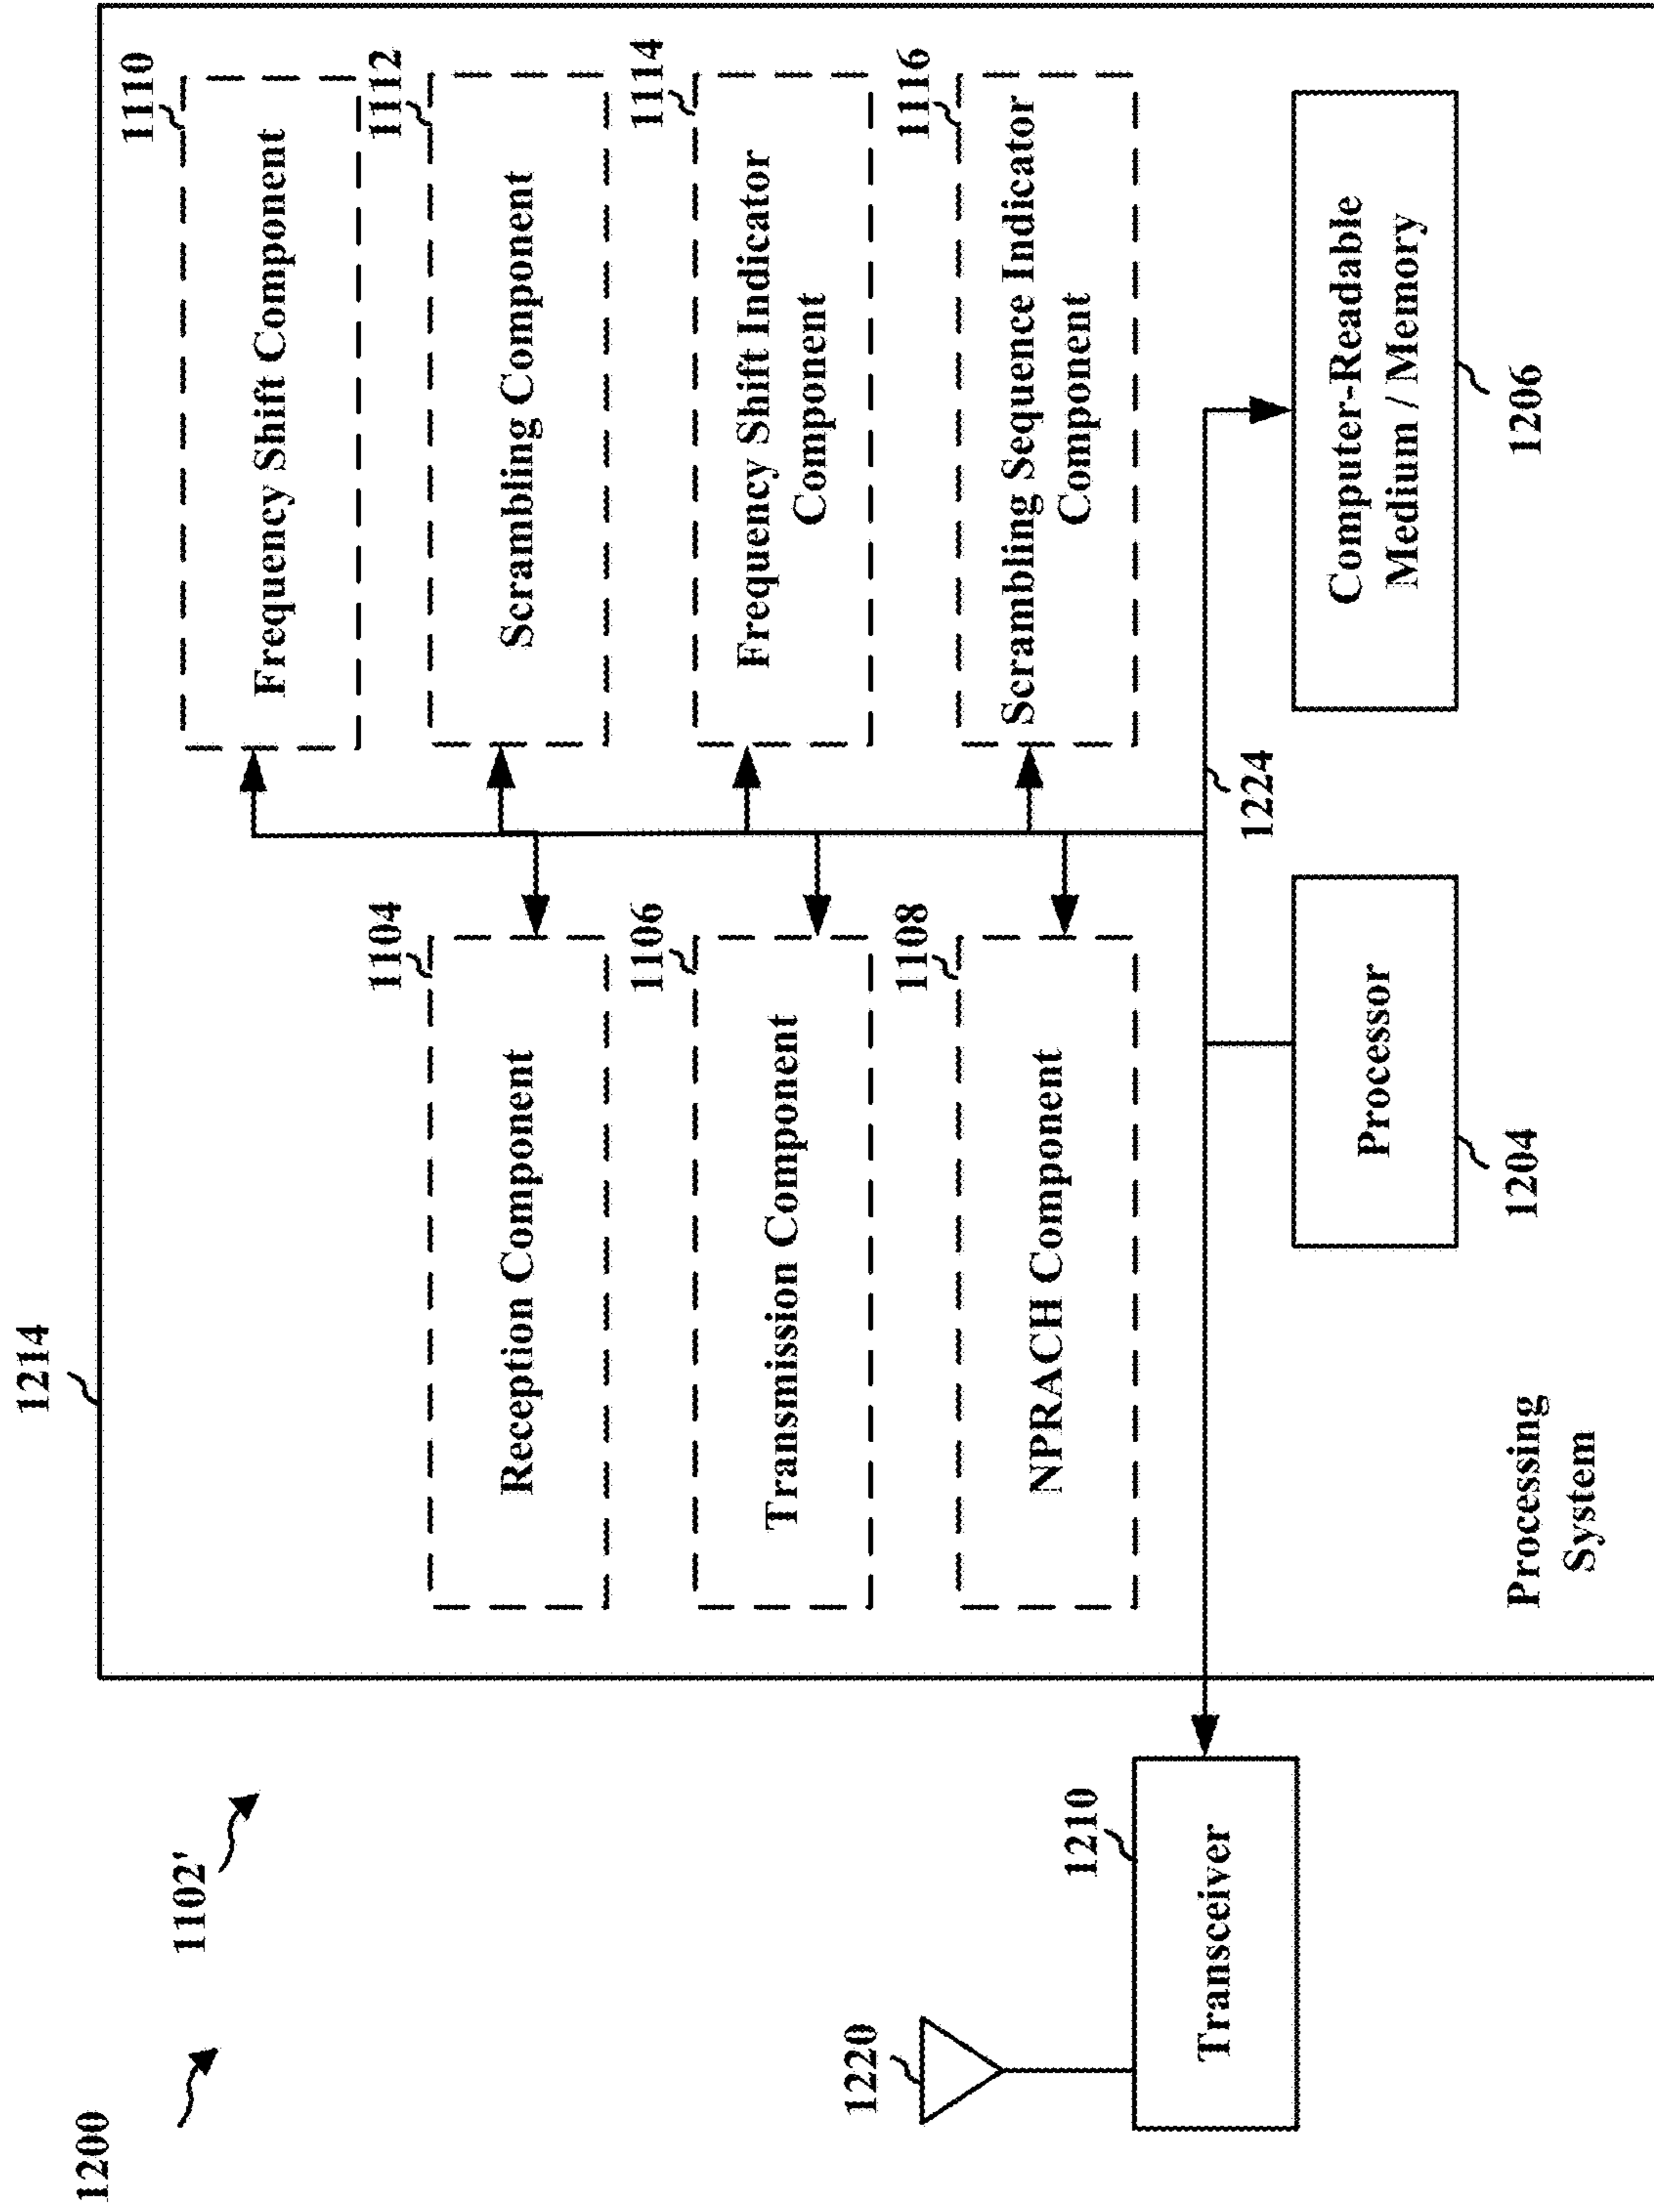 1200
1102'
1214
1110
Frequency Shift Component
1104
Reception Component
1112
Scrambling Component
1106
Transmission Component
1114
Frequency Shift Indicator
Component
1108
NPRACH Component
1116
Scrambling Sequence Indicator
Component
1220
1210
Transceiver
1224
Processor
1204
Computer-Readable
Medium / Memory
1206
Processing
System